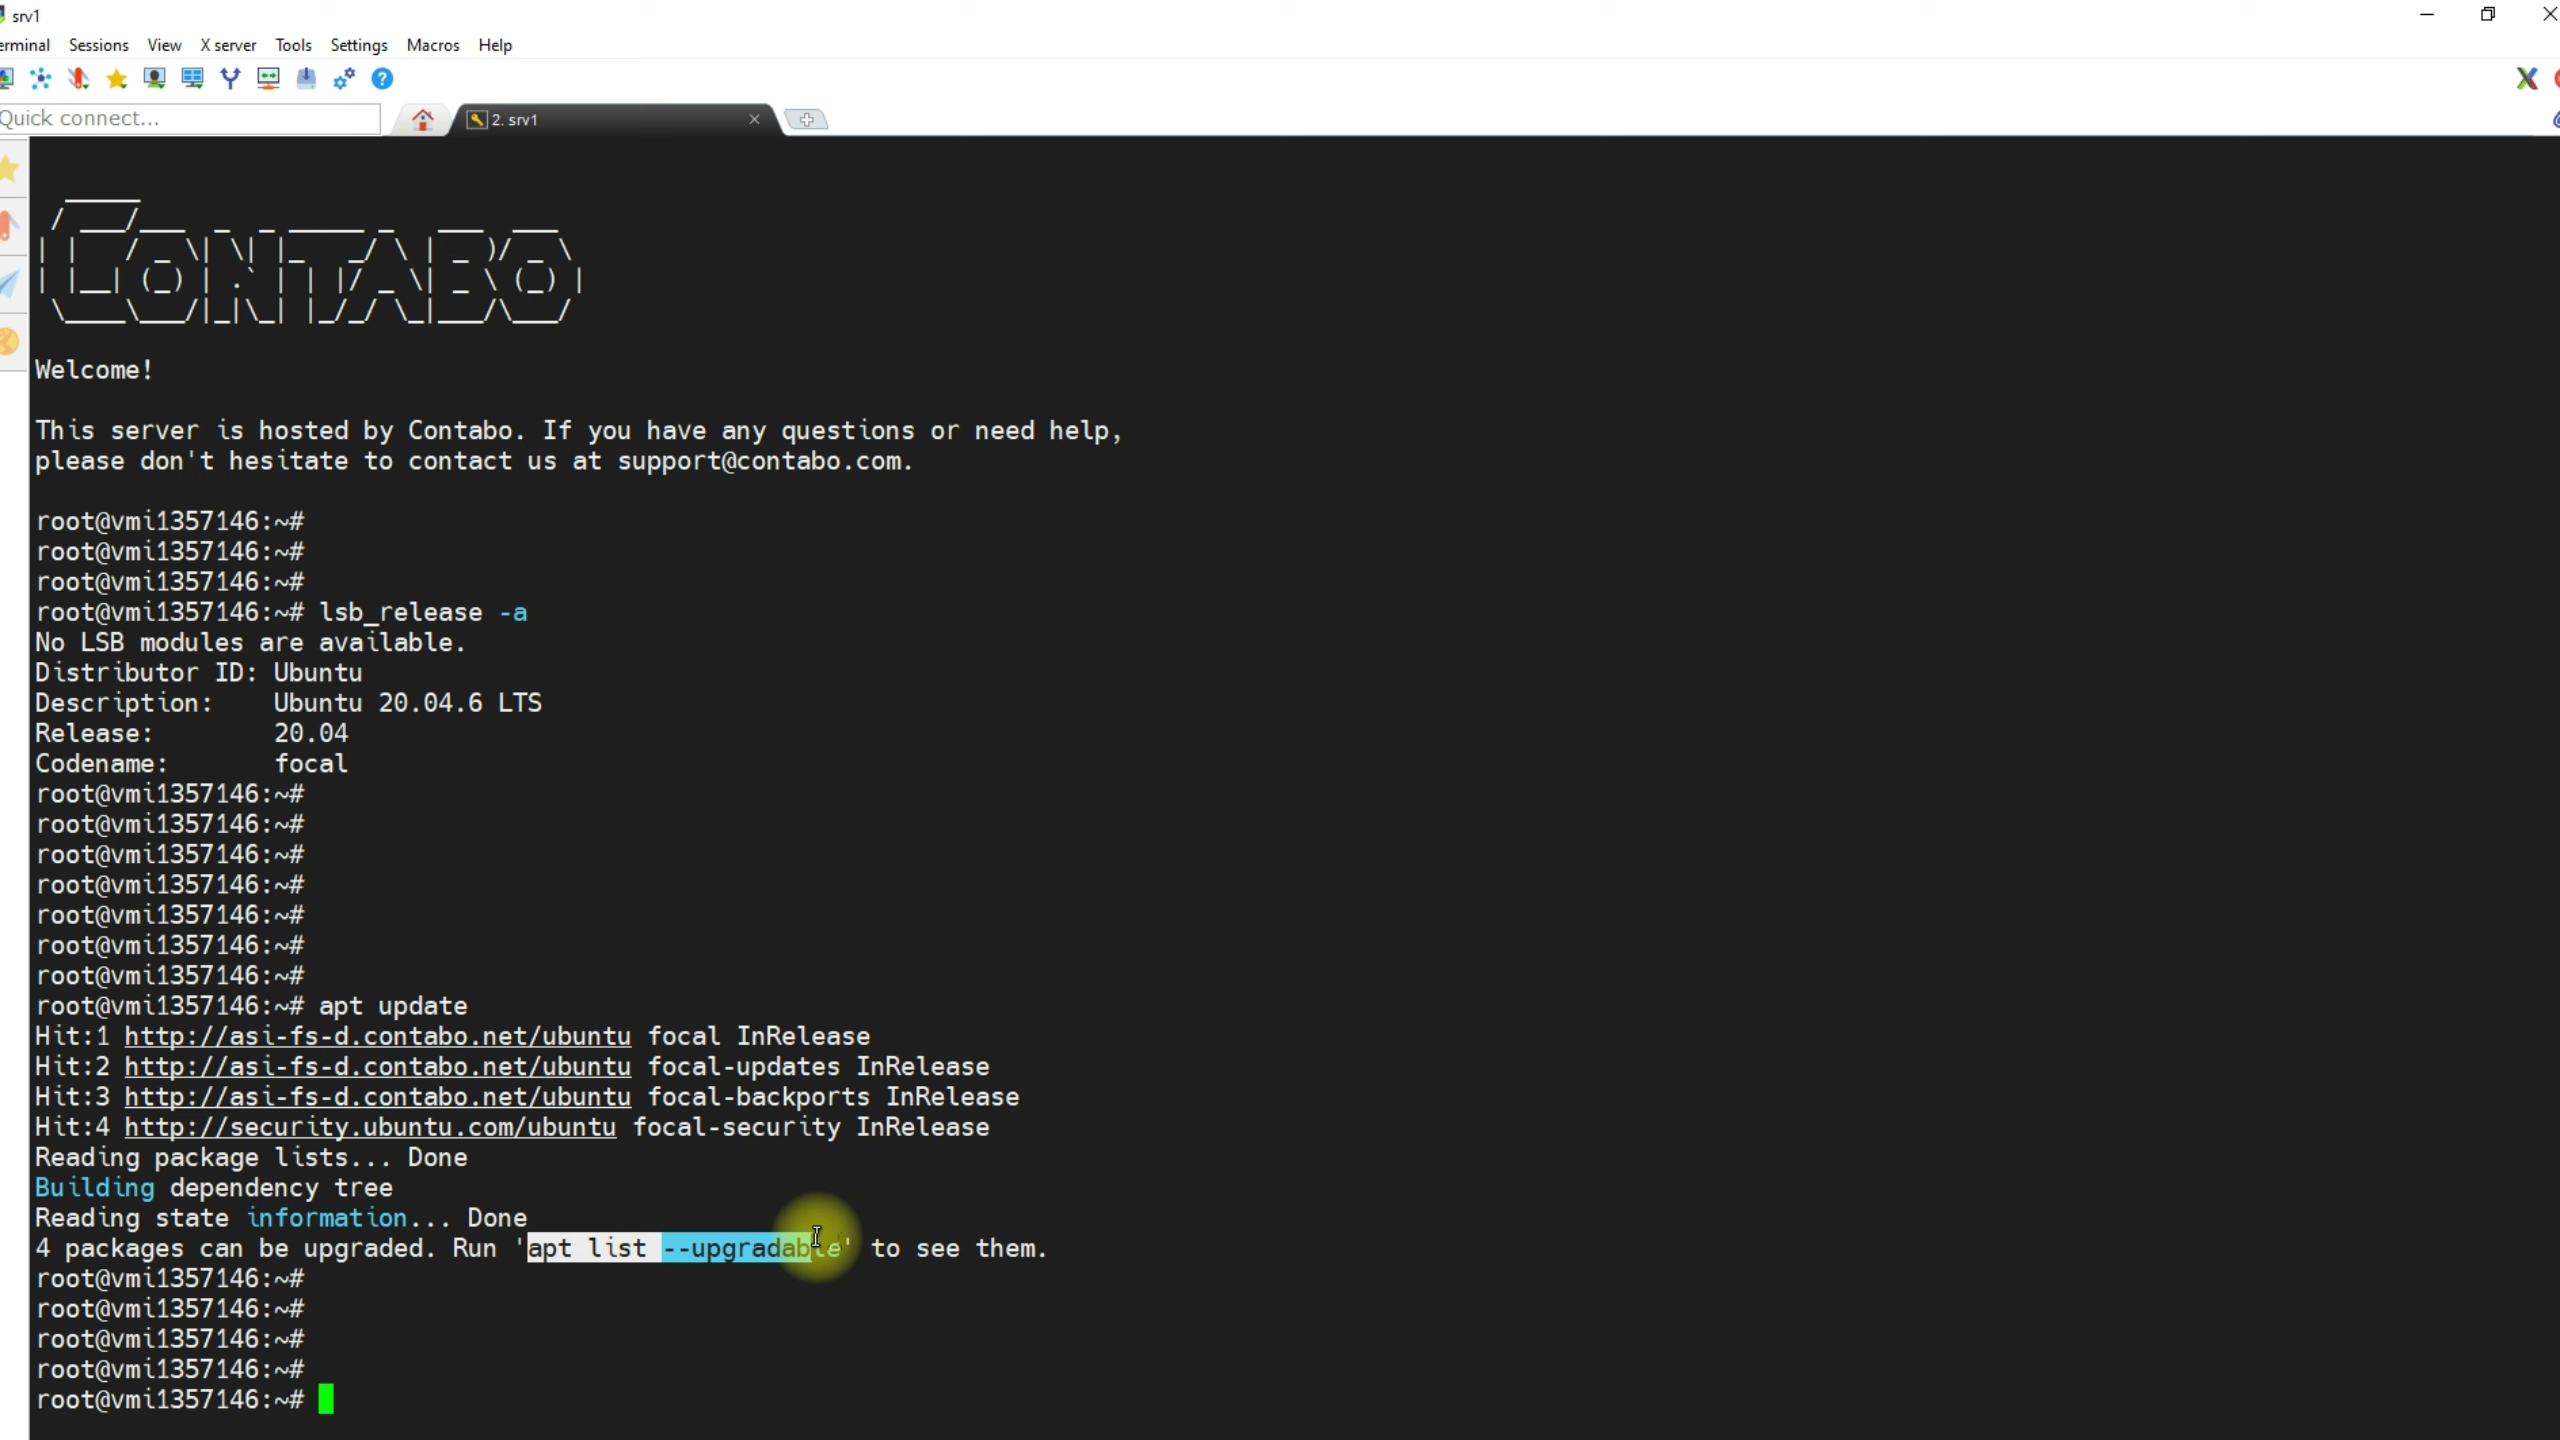 srv1
erminal Sessions View X server Tools Settings Macros Help
Quick connect...
2. srv1
CONTABO
Welcome!
This server is hosted by Contabo. If you have any questions or need help,
please don't hesitate to contact us at support@contabo.com.
root@vmi1357146:~#
root@vmi1357146:~#
root@vmi1357146:~#
root@vmi1357146:~# lsb_release -a
No LSB modules are available.
Distributor ID: Ubuntu
Description:    Ubuntu 20.04.6 LTS
Release:        20.04
Codename:       focal
root@vmi1357146:~#
root@vmi1357146:~#
root@vmi1357146:~#
root@vmi1357146:~#
root@vmi1357146:~#
root@vmi1357146:~#
root@vmi1357146:~#
root@vmi1357146:~# apt update
Hit:1 http://asi-fs-d.contabo.net/ubuntu focal InRelease
Hit:2 http://asi-fs-d.contabo.net/ubuntu focal-updates InRelease
Hit:3 http://asi-fs-d.contabo.net/ubuntu focal-backports InRelease
Hit:4 http://security.ubuntu.com/ubuntu focal-security InRelease
Reading package lists... Done
Building dependency tree
Reading state information... Done
4 packages can be upgraded. Run 'apt list --upgradable' to see them.
root@vmi1357146:~#
root@vmi1357146:~#
root@vmi1357146:~#
root@vmi1357146:~#
root@vmi1357146:~#